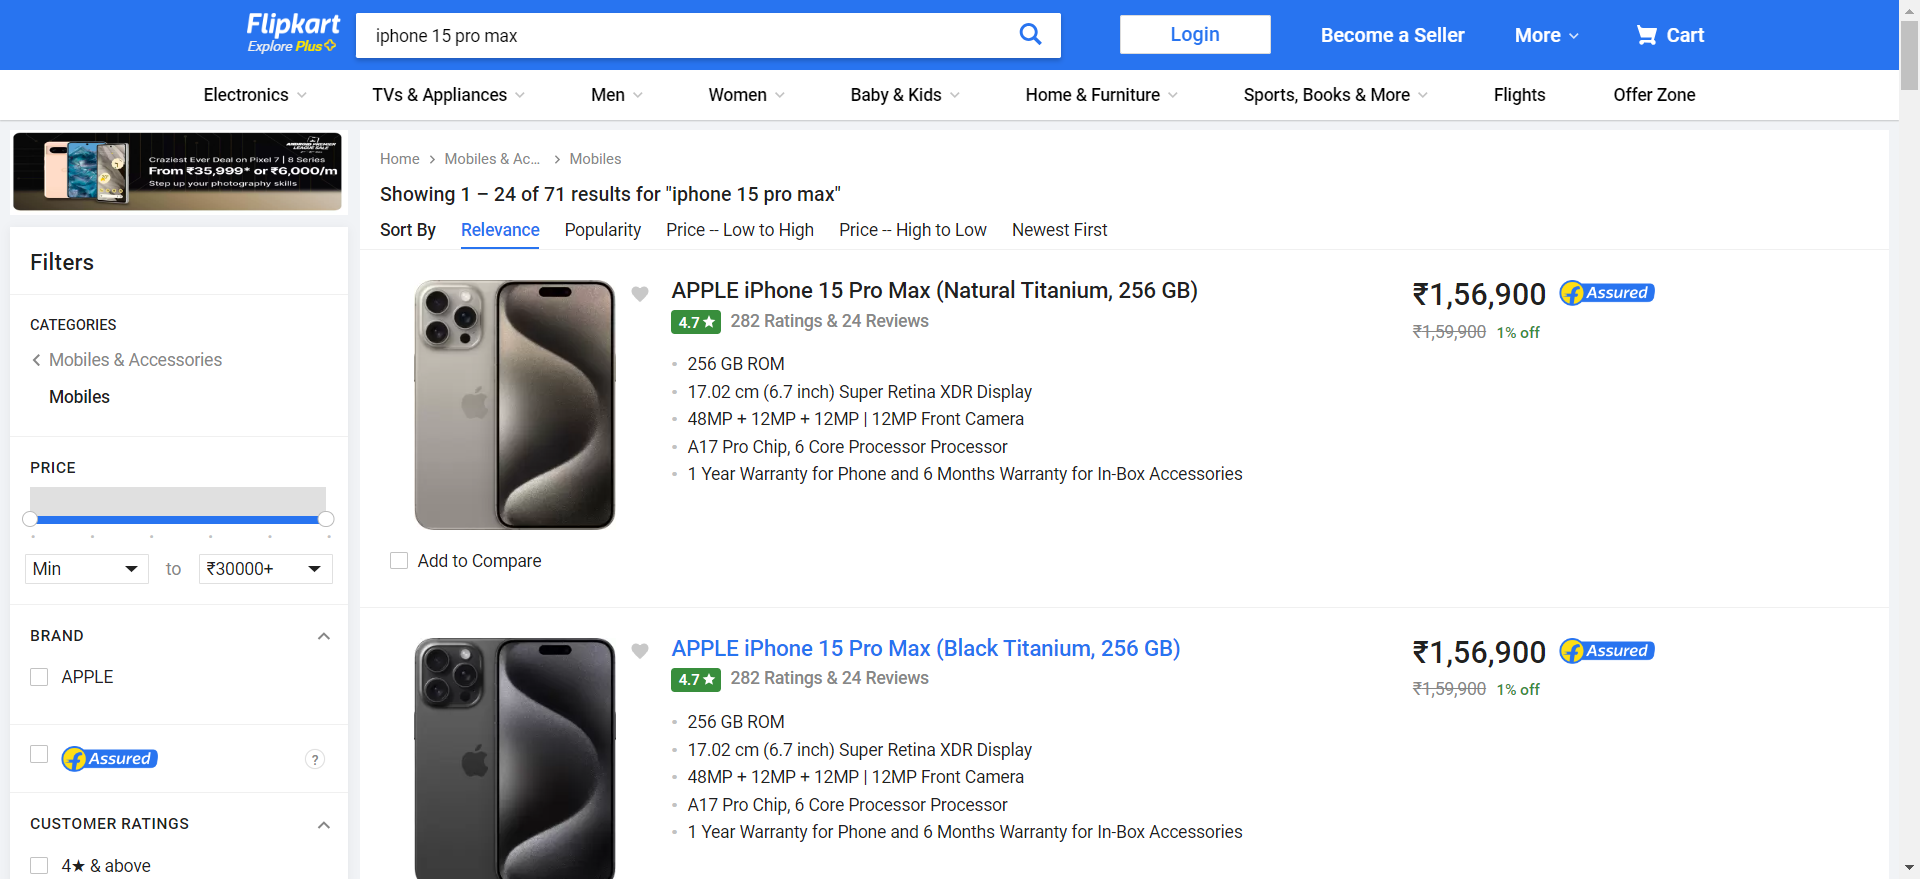 Flipkart
Explore Plus
iphone 15 pro max
Login
Become a Seller
More
Cart
Electronics
TVs & Appliances
Men
Women
Baby & Kids
Home & Furniture
Sports, Books & More
Flights
Offer Zone
ANDROID PREMIER
LEAGUE SALE
Craziest Ever Deal on Pixel 7 | 8 Series
From ₹35,999* or ₹6,000/m
Step up your photography skills
Filters
CATEGORIES
Mobiles & Accessories
Mobiles
PRICE
Min
to
₹30000+
BRAND
APPLE
Assured
?
CUSTOMER RATINGS
4★ & above
Home
Mobiles & Ac...
Mobiles
Showing 1 – 24 of 71 results for "iphone 15 pro max"
Sort By
Relevance
Popularity
Price -- Low to High
Price -- High to Low
Newest First
APPLE iPhone 15 Pro Max (Natural Titanium, 256 GB)
4.7★
282 Ratings & 24 Reviews
256 GB ROM
17.02 cm (6.7 inch) Super Retina XDR Display
48MP + 12MP + 12MP | 12MP Front Camera
A17 Pro Chip, 6 Core Processor Processor
1 Year Warranty for Phone and 6 Months Warranty for In-Box Accessories
₹1,56,900
Assured
₹1,59,900
1% off
Add to Compare
APPLE iPhone 15 Pro Max (Black Titanium, 256 GB)
4.7★
282 Ratings & 24 Reviews
256 GB ROM
17.02 cm (6.7 inch) Super Retina XDR Display
48MP + 12MP + 12MP | 12MP Front Camera
A17 Pro Chip, 6 Core Processor Processor
1 Year Warranty for Phone and 6 Months Warranty for In-Box Accessories
₹1,56,900
Assured
₹1,59,900
1% off